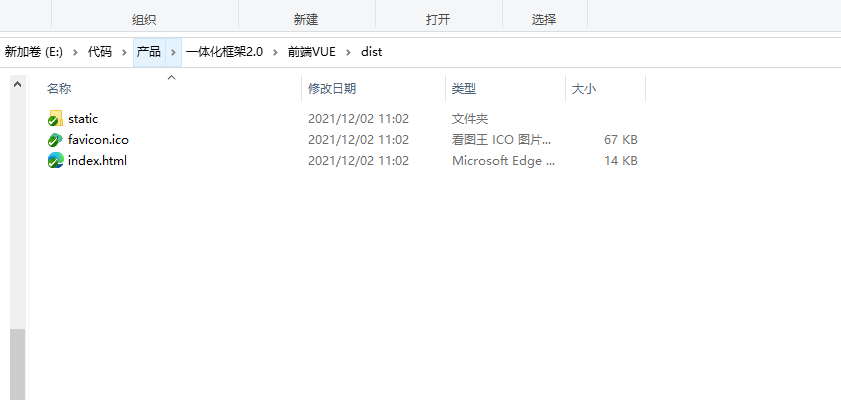 组织 新建 打开 选择
新加卷 (E:) 代码 产品 一体化框架2.0 前端VUE dist
名称 修改日期 类型 大小
static 2021/12/02 11:02 文件夹
favicon.ico 2021/12/02 11:02 看图王 ICO 图片... 67 KB
index.html 2021/12/02 11:02 Microsoft Edge ... 14 KB